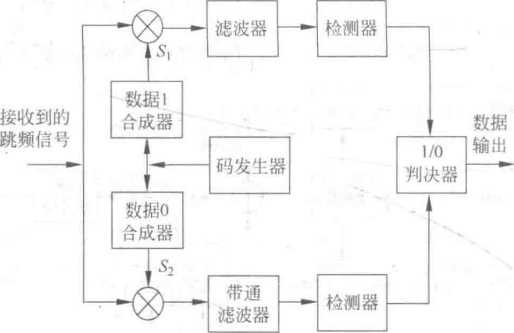 滤波器
检测器
S₁
数据1
合成器
接收到的
跳频信号
码发生器
1/0
判决器
数据
输出
数据0
合成器
S₂
带通
滤波器
检测器